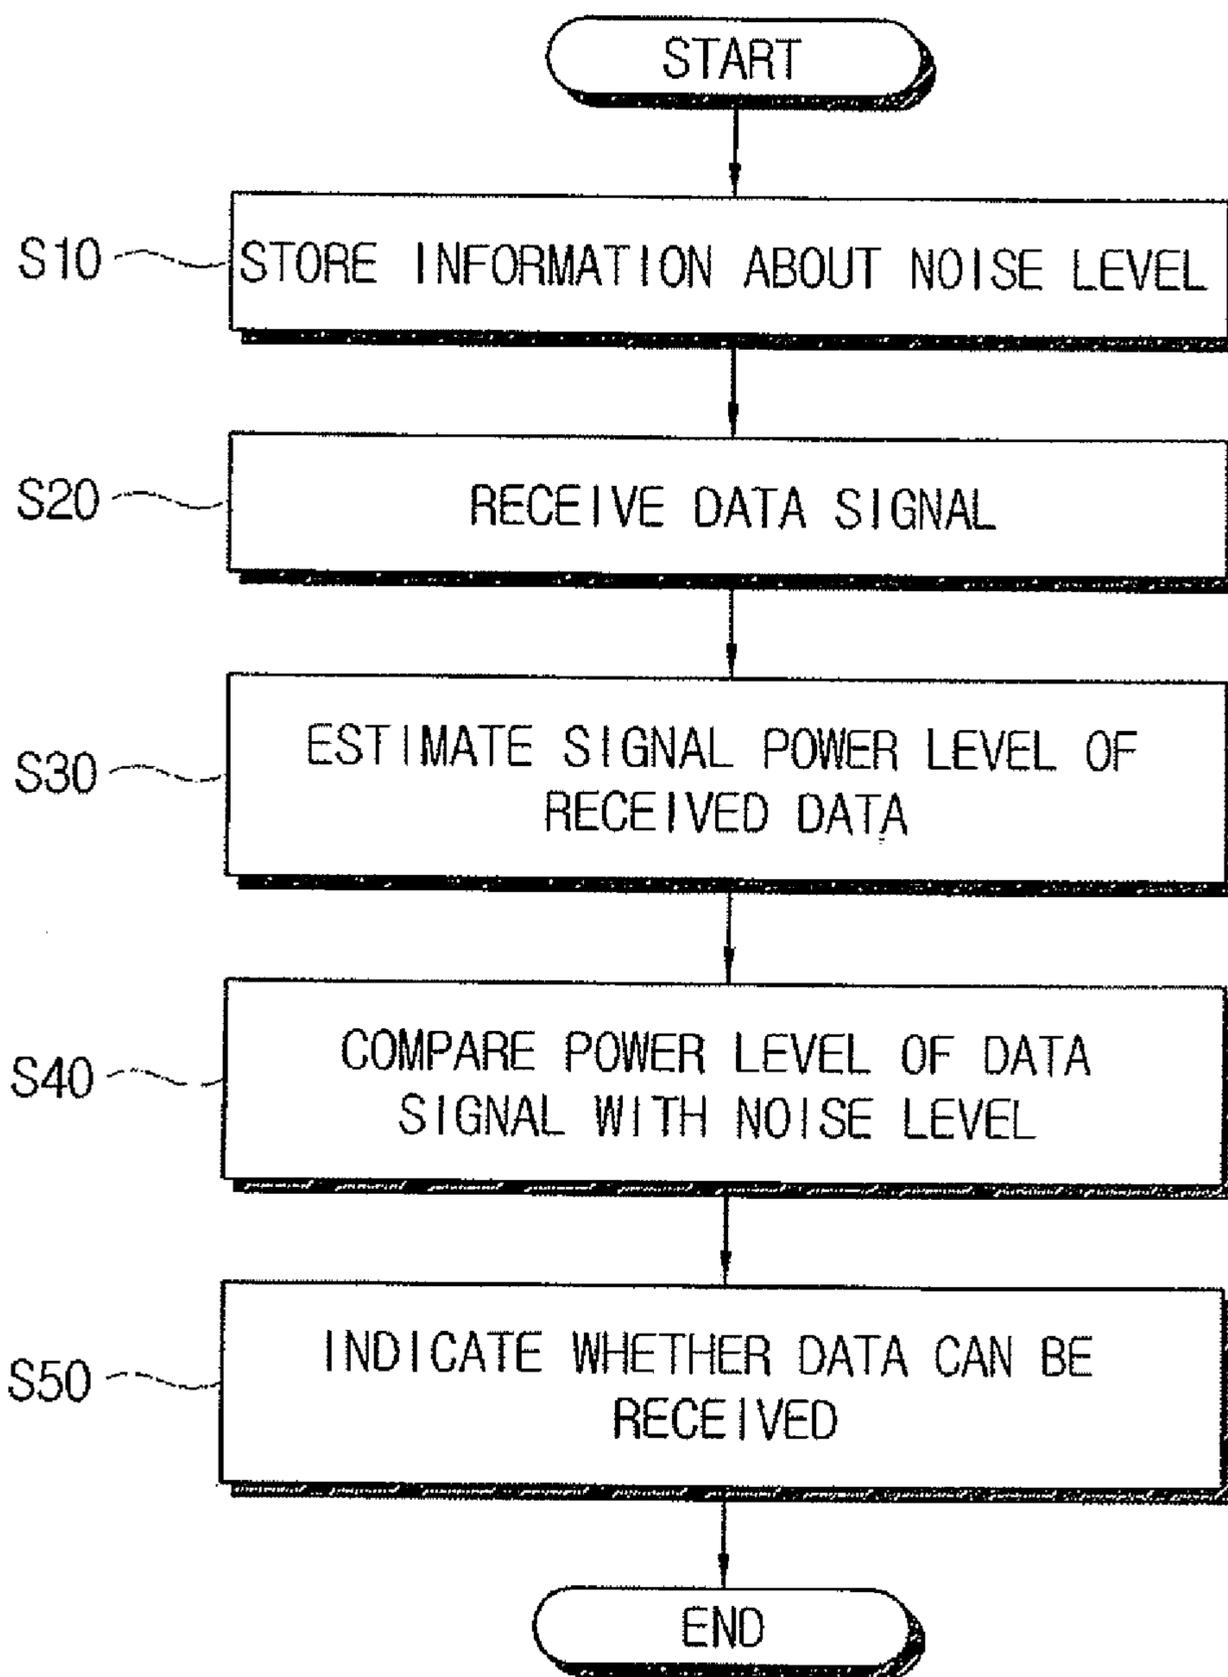 START
S10 STORE INFORMATION ABOUT NOISE LEVEL
S20 RECEIVE DATA SIGNAL
S30 ESTIMATE SIGNAL POWER LEVEL OF
RECEIVED DATA
S40 COMPARE POWER LEVEL OF DATA
SIGNAL WITH NOISE LEVEL
S50 INDICATE WHETHER DATA CAN BE
RECEIVED
END